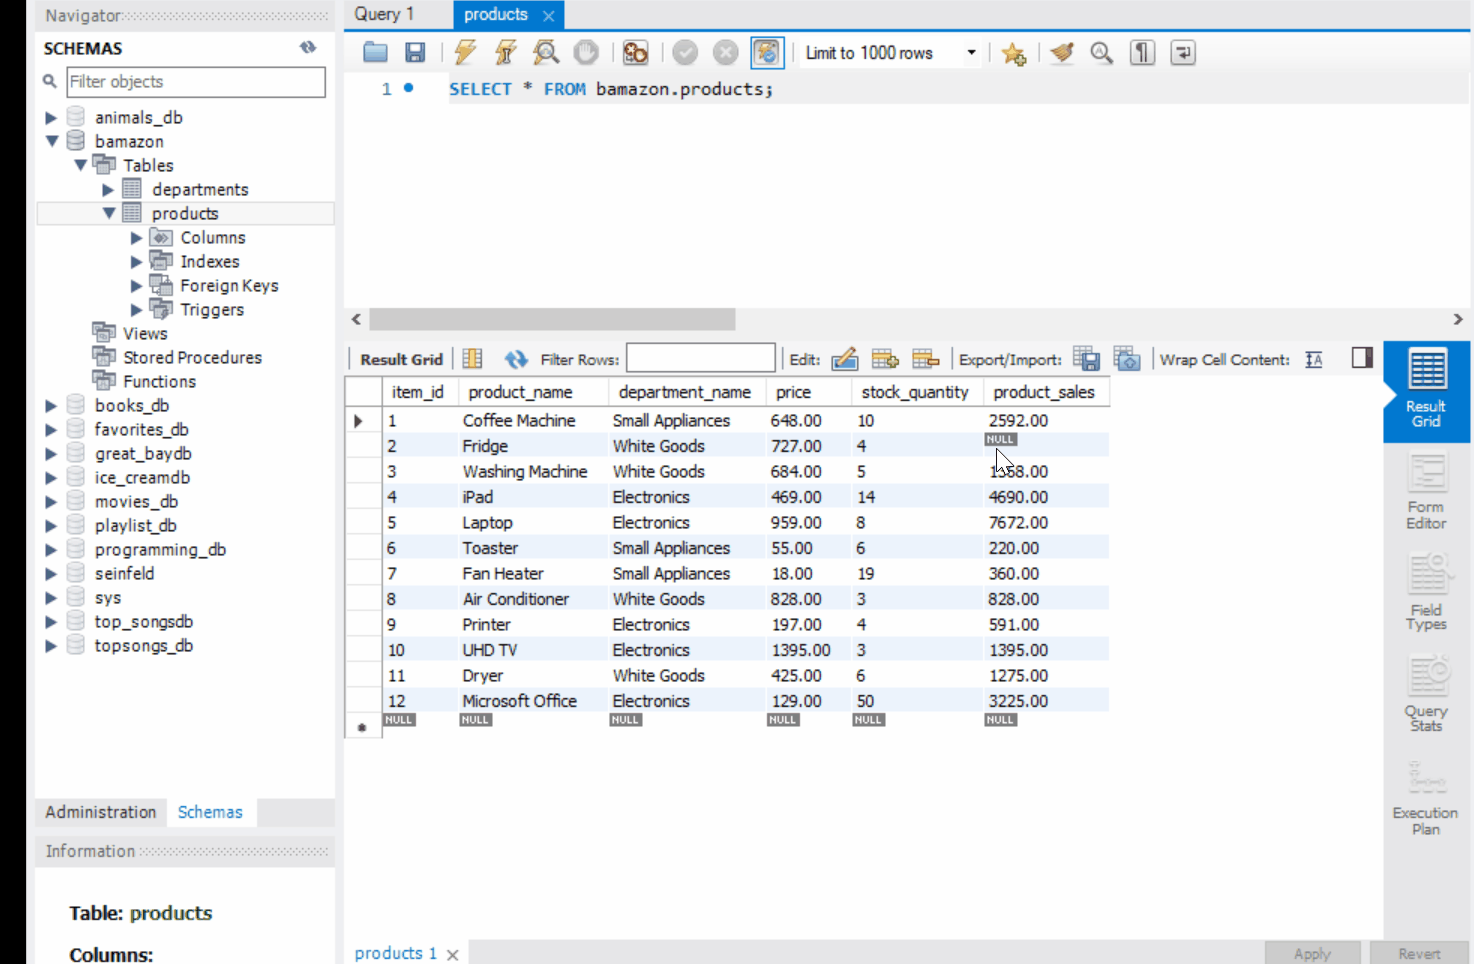 Navigator
SCHEMAS
Filter objects
animals_db
bamazon
Tables
departments
products
Columns
Indexes
Foreign Keys
Triggers
Views
Stored Procedures
Functions
books_db
favorites_db
great_baydb
ice_creamdb
movies_db
playlist_db
programming_db
seinfeld
sys
top_songsdb
topsongs_db
Administration Schemas
Information
Table: products
Columns:
Query 1 products
Limit to 1000 rows
1 SELECT * FROM bamazon.products;
Result Grid Filter Rows: Edit: Export/Import: Wrap Cell Content:
item_id product_name department_name price stock_quantity product_sales
1 Coffee Machine Small Appliances 648.00 10 2592.00
2 Fridge White Goods 727.00 4 NULL
3 Washing Machine White Goods 684.00 5 1368.00
4 iPad Electronics 469.00 14 4690.00
5 Laptop Electronics 959.00 8 7672.00
6 Toaster Small Appliances 55.00 6 220.00
7 Fan Heater Small Appliances 18.00 19 360.00
8 Air Conditioner White Goods 828.00 3 828.00
9 Printer Electronics 197.00 4 591.00
10 UHD TV Electronics 1395.00 3 1395.00
11 Dryer White Goods 425.00 6 1275.00
12 Microsoft Office Electronics 129.00 50 3225.00
NULL NULL NULL NULL NULL NULL
Result
Grid
Form
Editor
Field
Types
Query
Stats
Execution
Plan
products 1
Apply Revert